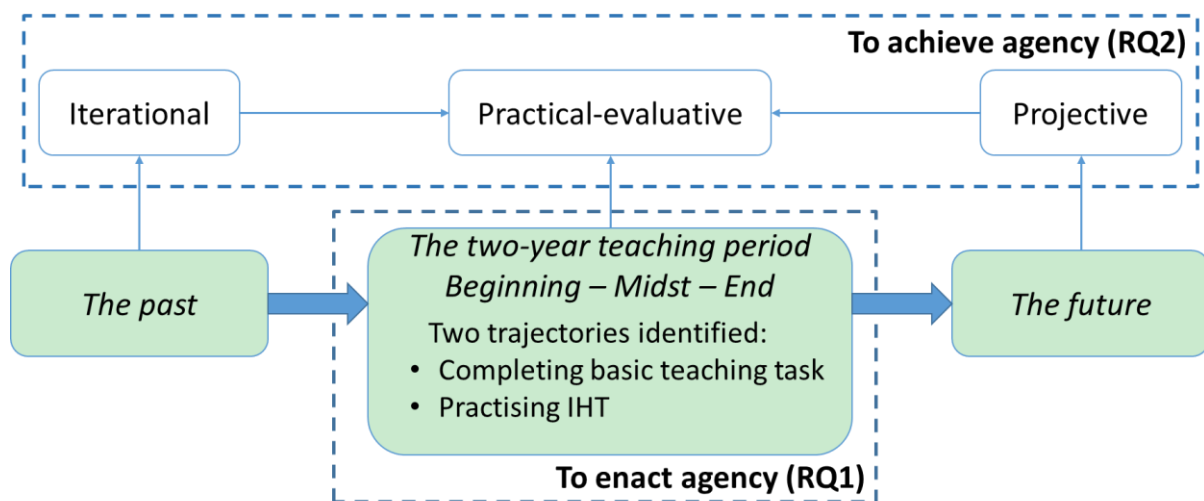 To achieve agency (RQ2)
Iterational
Practical-evaluative
Projective
The past
The two-year teaching period
Beginning – Midst – End
Two trajectories identified:
• Completing basic teaching task
• Practising IHT
The future
To enact agency (RQ1)